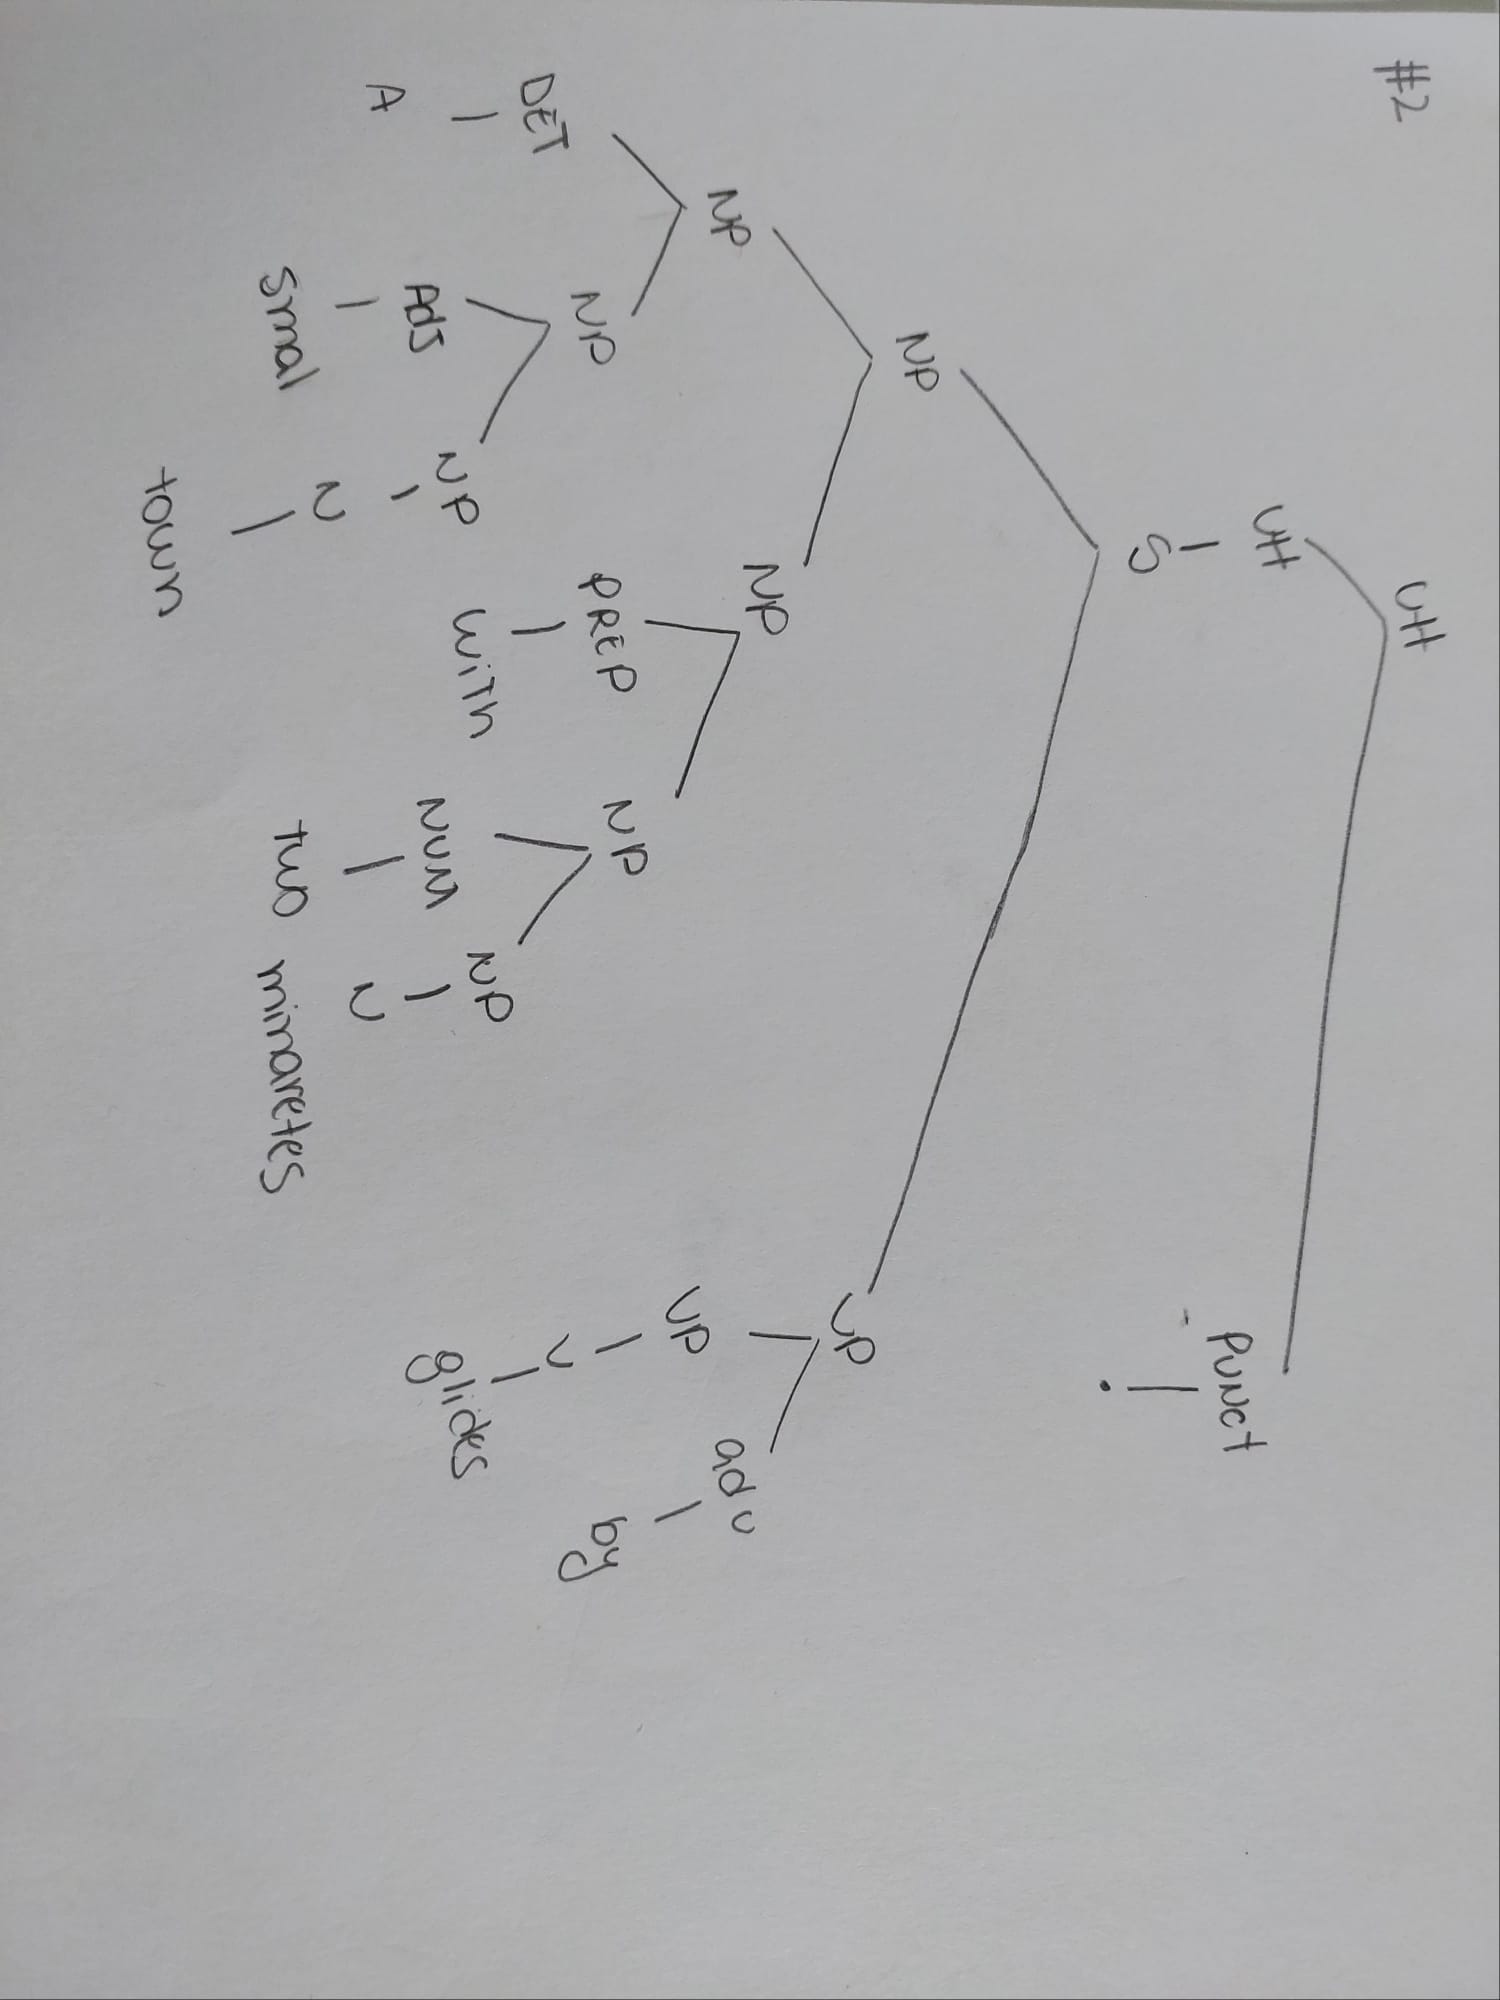 #2 UH
UH PUNCT
S .
NP
VP
NP NP adv
VP
NP PREP NP by
DET NP V
NP with NP glides
Adj NUM
A N N
Smal two minaretes
town